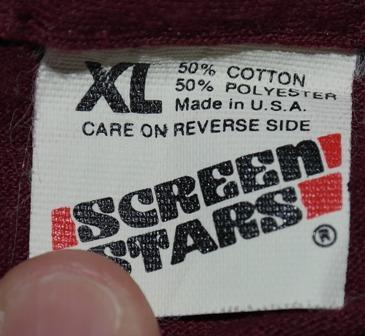 XL
50% COTTON
50% POLYESTER
Made in U.S.A.
CARE ON REVERSE SIDE
SCREEN
STARS
®